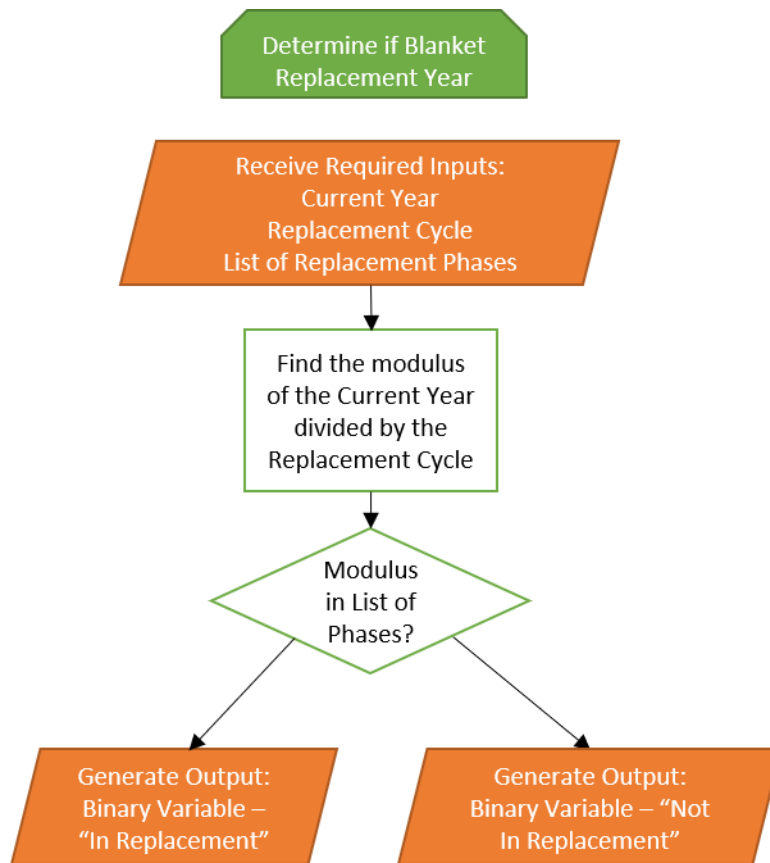 Determine if Blanket
Replacement Year
Receive Required Inputs:
Current Year
Replacement Cycle
List of Replacement Phases
Find the modulus
of the Current Year
divided by the
Replacement Cycle
Modulus
in List of
Phases?
Generate Output:
Binary Variable –
“In Replacement”
Generate Output:
Binary Variable – “Not
In Replacement”